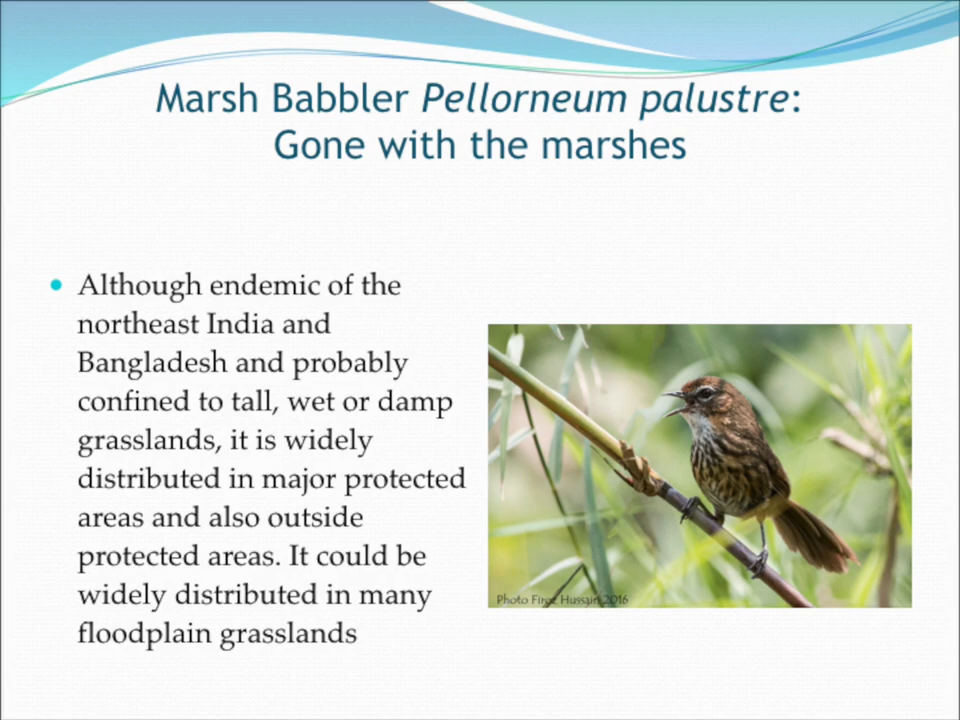 Marsh Babbler Pellorneum palustre:
Gone with the marshes
Although endemic of the
northeast India and
Bangladesh and probably
confined to tall, wet or damp
grasslands, it is widely
distributed in major protected
areas and also outside
protected areas. It could be
widely distributed in many
floodplain grasslands
Photo Firoz Hussain 2016